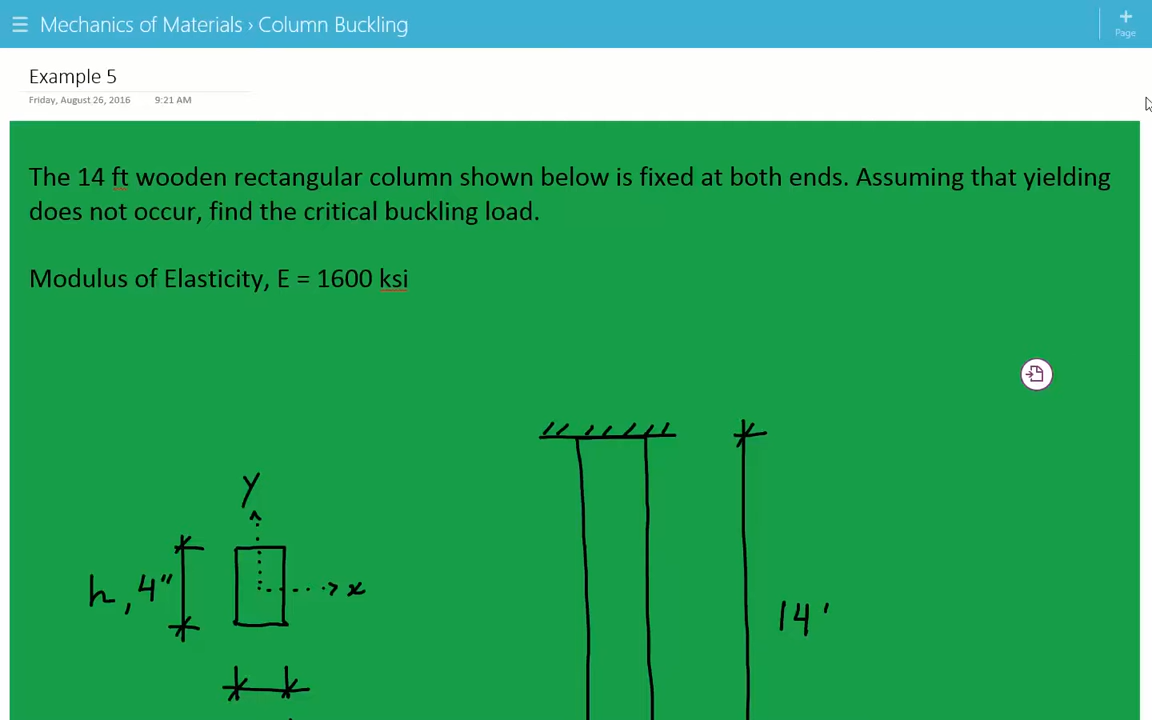 Mechanics of Materials › Column Buckling
Page
Example 5
Friday, August 26, 2016 9:21 AM
The 14 ft wooden rectangular column shown below is fixed at both ends. Assuming that yielding
does not occur, find the critical buckling load.
Modulus of Elasticity, E = 1600 ksi
y
h, 4" x
14'